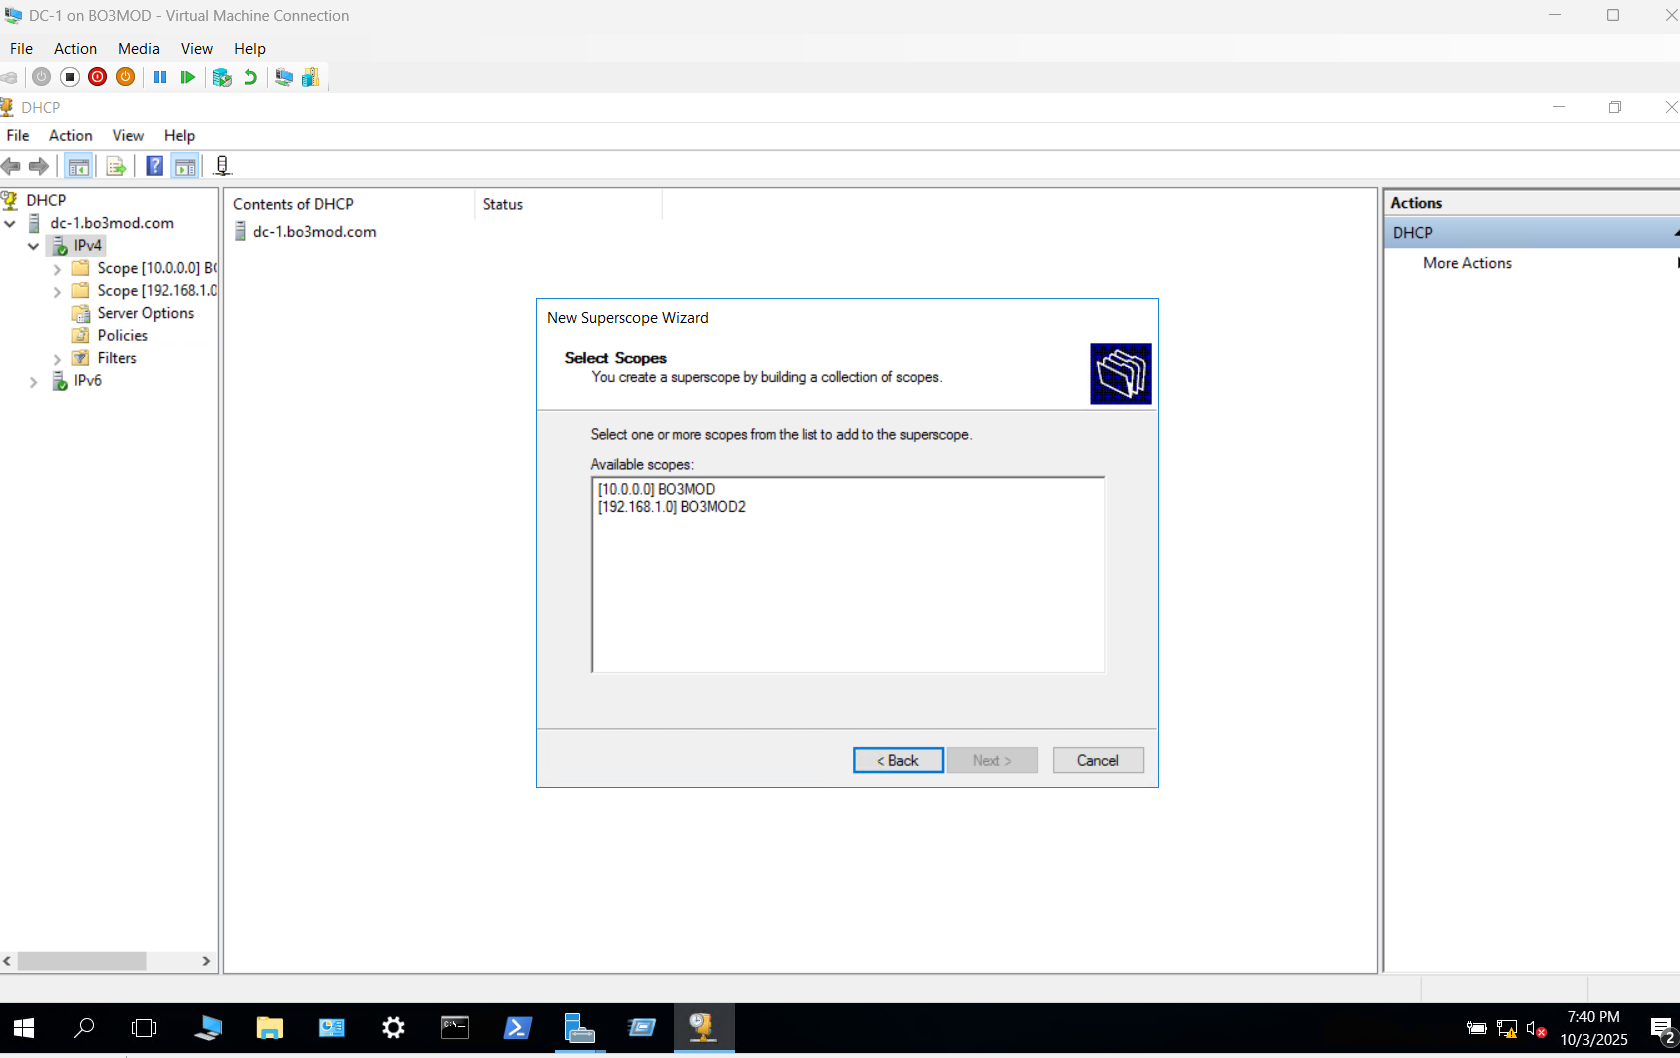 DC-1 on BO3MOD - Virtual Machine Connection
File Action Media View Help
DHCP
File Action View Help
DHCP
dc-1.bo3mod.com
IPv4
Scope [10.0.0.0] BO
Scope [192.168.1.0
Server Options
Policies
Filters
IPv6
Contents of DHCP Status
dc-1.bo3mod.com
Actions
DHCP
More Actions
New Superscope Wizard
Select Scopes
You create a superscope by building a collection of scopes.
Select one or more scopes from the list to add to the superscope.
Available scopes:
[10.0.0.0] BO3MOD
[192.168.1.0] BO3MOD2
< Back Next > Cancel
7:40 PM
10/3/2025
2